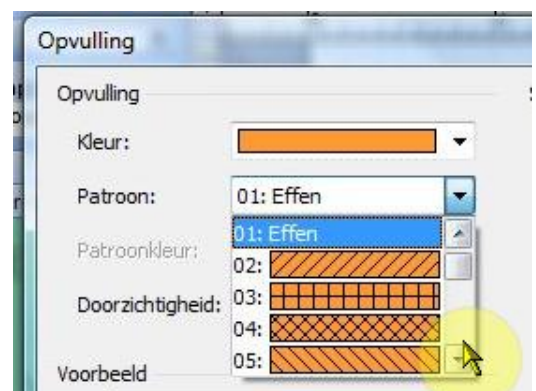 Opvulling
Opvulling
Kleur:
Patroon: 01: Effen
01: Effen
Patroonkleur:
02:
Doorzichtigheid: 03:
04:
05:
Voorbeeld